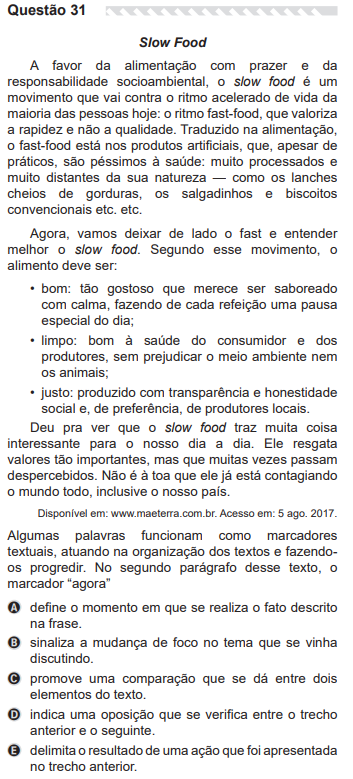 Questão 31
Slow Food
A favor da alimentação com prazer e da
responsabilidade socioambiental, o slow food é um
movimento que vai contra o ritmo acelerado de vida da
maioria das pessoas hoje: o ritmo fast-food, que valoriza
a rapidez e não a qualidade. Traduzido na alimentação,
o fast-food está nos produtos artificiais, que, apesar de
práticos, são péssimos à saúde: muito processados e
muito distantes da sua natureza — como os lanches
cheios de gorduras, os salgadinhos e biscoitos
convencionais etc. etc.
Agora, vamos deixar de lado o fast e entender
melhor o slow food. Segundo esse movimento, o
alimento deve ser:
• bom: tão gostoso que merece ser saboreado
com calma, fazendo de cada refeição uma pausa
especial do dia;
• limpo: bom à saúde do consumidor e dos
produtores, sem prejudicar o meio ambiente nem
os animais;
• justo: produzido com transparência e honestidade
social e, de preferência, de produtores locais.
Deu pra ver que o slow food traz muita coisa
interessante para o nosso dia a dia. Ele resgata
valores tão importantes, mas que muitas vezes passam
despercebidos. Não é à toa que ele já está contagiando
o mundo todo, inclusive o nosso país.
Disponível em: www.maeterra.com.br. Acesso em: 5 ago. 2017.
Algumas palavras funcionam como marcadores
textuais, atuando na organização dos textos e fazendo-
os progredir. No segundo parágrafo desse texto, o
marcador “agora”
A define o momento em que se realiza o fato descrito
na frase.
B sinaliza a mudança de foco no tema que se vinha
discutindo.
C promove uma comparação que se dá entre dois
elementos do texto.
D indica uma oposição que se verifica entre o trecho
anterior e o seguinte.
E delimita o resultado de uma ação que foi apresentada
no trecho anterior.